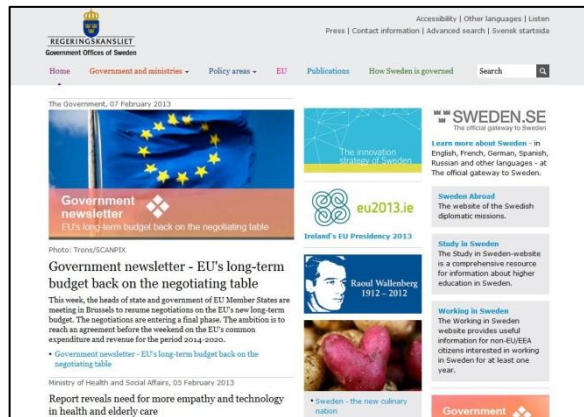 Accessibility | Other languages | Listen
Press | Contact information | Advanced search | Svensk startsida
REGERINGSKANSLIET
Government Offices of Sweden
Home
Government and ministries
Policy areas
EU
Publications
How Sweden is governed
Search
The Government, 07 February 2013
Government
newsletter
EU's long-term budget back on the negotiating table
Photo: Trons/SCANPIX
Government newsletter - EU's long-term
budget back on the negotiating table
This week, the heads of state and government of EU Member States are
meeting in Brussels to resume negotiations on the EU's new long-term
budget. The negotiations are entering a final phase. The ambition is to
reach an agreement before the weekend on the EU's common
expenditure and revenue for the period 2014-2020.
• Government newsletter - EU's long-term budget back on the
negotiating table
Ministry of Health and Social Affairs, 05 February 2013
Report reveals need for more empathy and technology
in health and elderly care
The innovation
strategy of Sweden
eu2013.ie
Ireland's EU Presidency 2013
Raoul Wallenberg
1912 – 2012
• Sweden - the new culinary
nation
SWEDEN.SE
The official gateway to Sweden
Learn more about Sweden - in
English, French, German, Spanish,
Russian and other languages - at
The official gateway to Sweden.
Sweden Abroad
The website of the Swedish
diplomatic missions.
Study in Sweden
The Study in Sweden-website
is a comprehensive resource
for information about higher
education in Sweden.
Working in Sweden
The Working in Sweden
website provides useful
information for non-EU/EEA
citizens interested in working
in Sweden for at least one
year.
Government